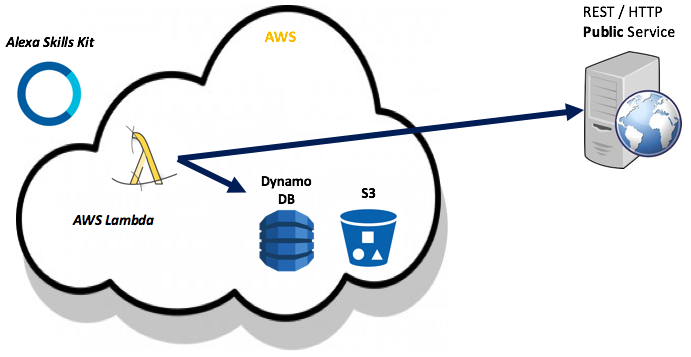 Alexa Skills Kit
AWS
REST / HTTP
Public Service
AWS Lambda
Dynamo
DB
S3